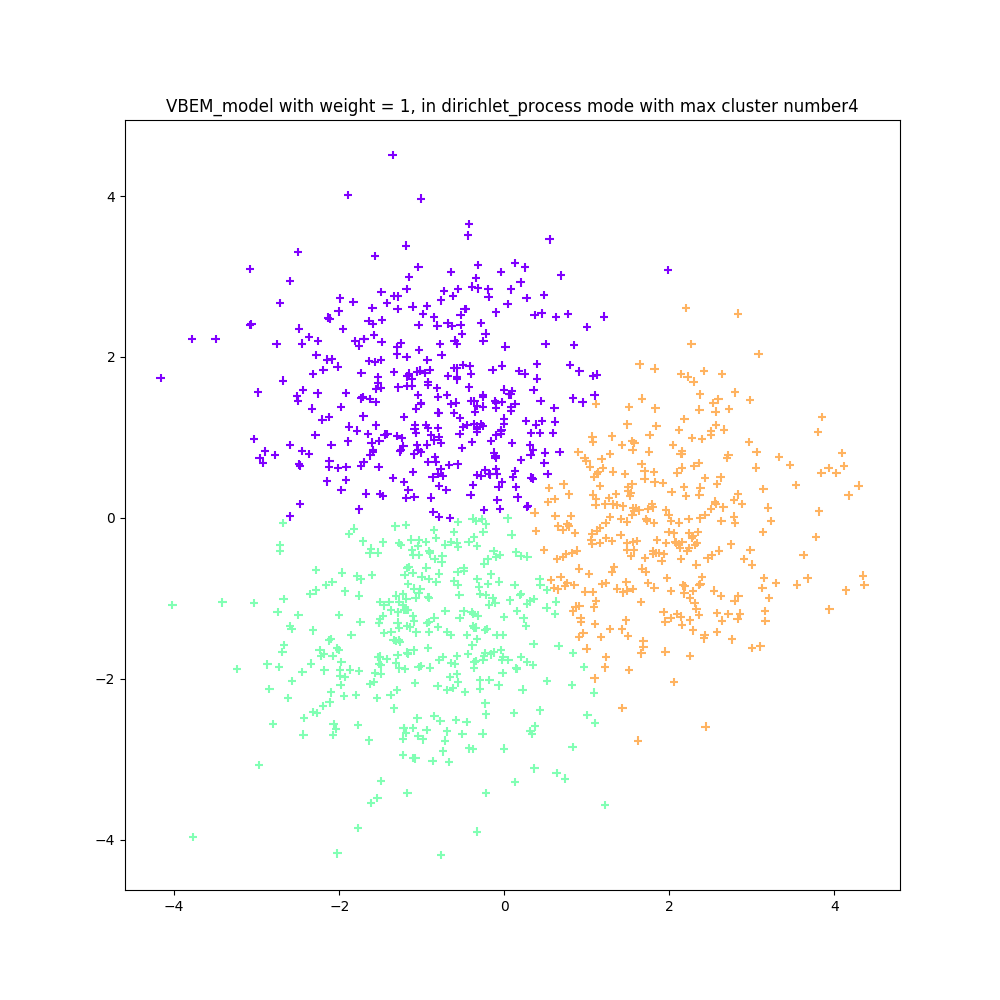 VBEM_model with weight = 1, in dirichlet_process mode with max cluster number4
4
2
0
−2
−4
−4 −2 0 2 4